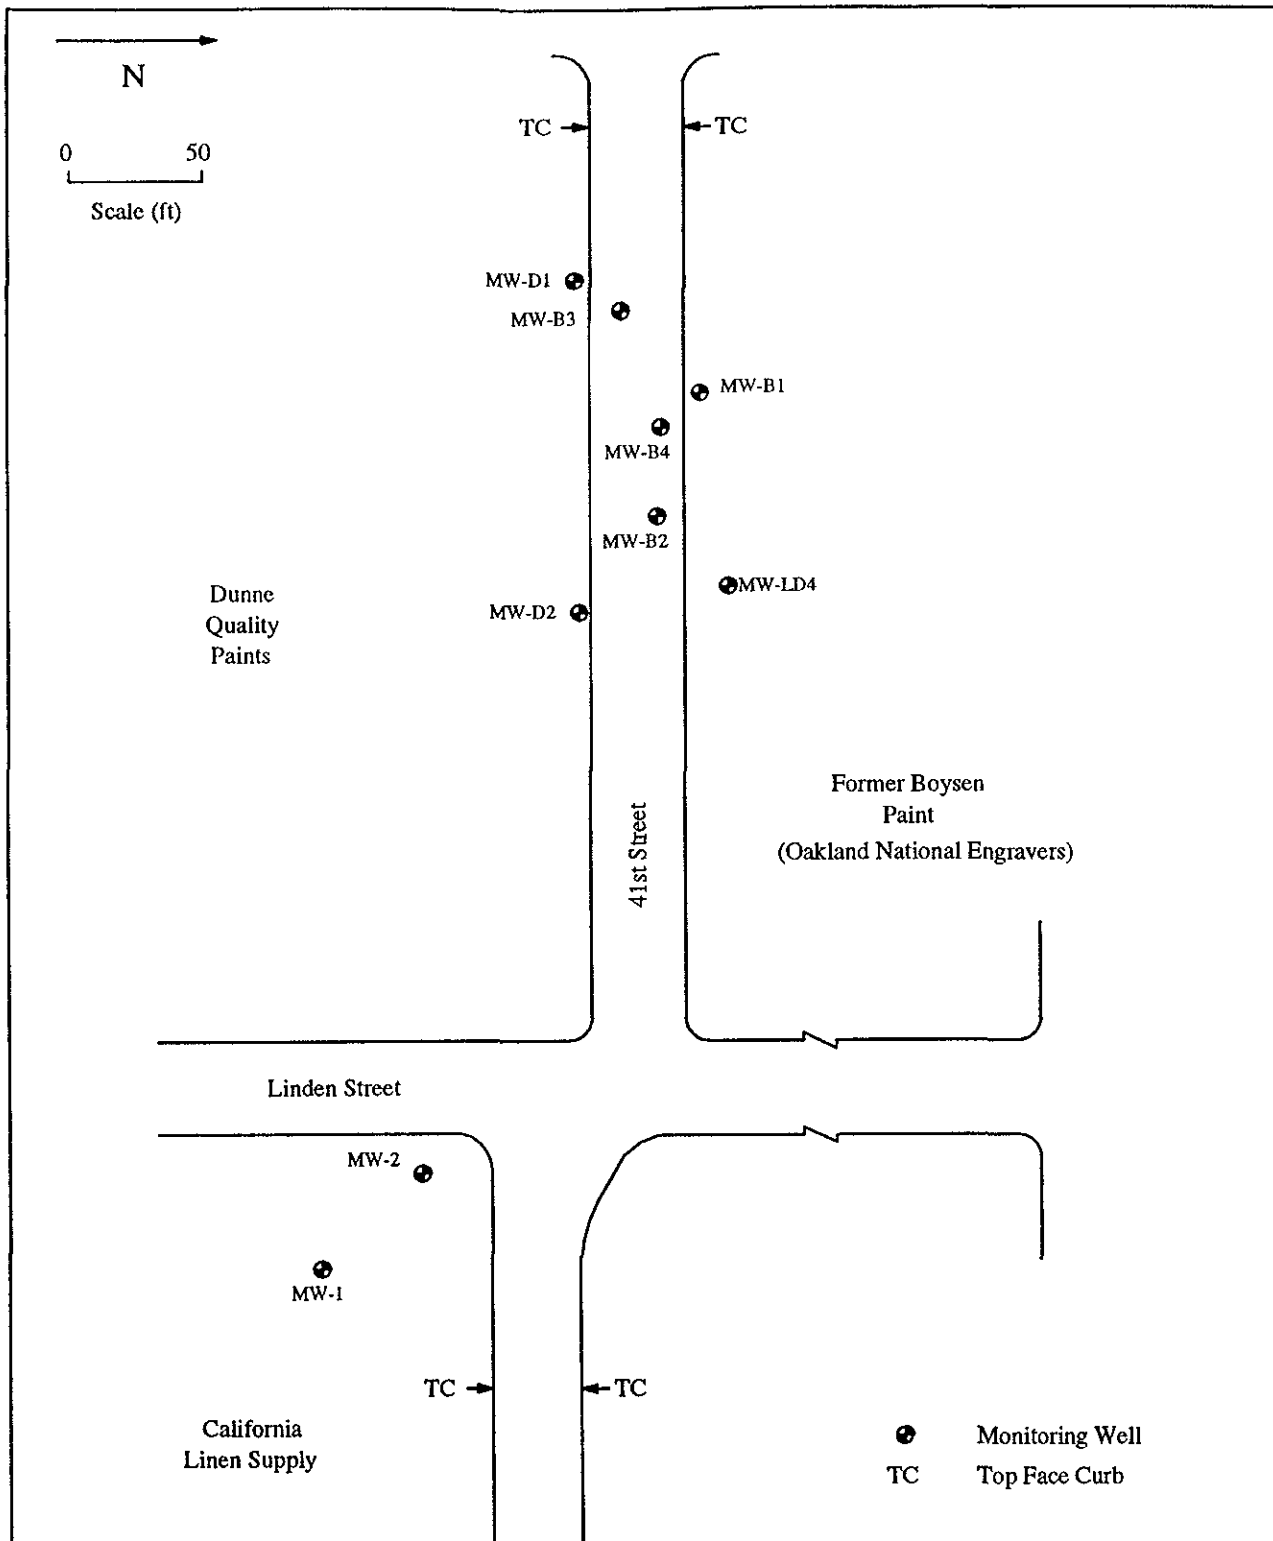 N
0 50
Scale (ft)
TC TC
MW-D1
MW-B3
MW-B1
MW-B4
MW-B2
MW-LD4
MW-D2
Dunne
Quality
Paints
Former Boysen
Paint
(Oakland National Engravers)
41st Street
Linden Street
MW-2
MW-1
TC TC
California
Linen Supply
Monitoring Well
TC Top Face Curb